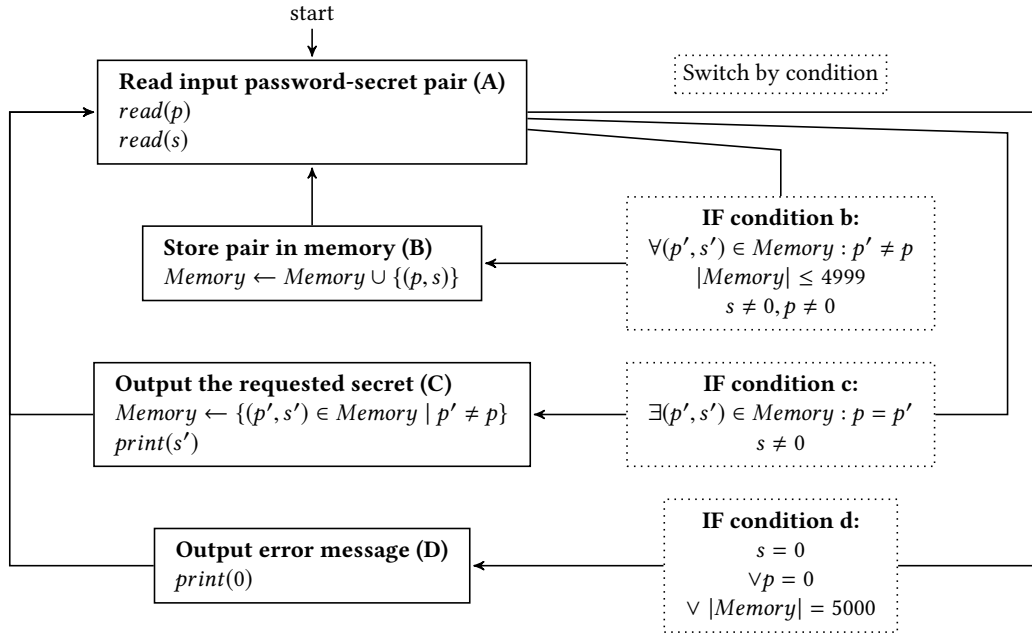 start
Read input password-secret pair (A)
read(p)
read(s)
Switch by condition
Store pair in memory (B)
Memory ← Memory ∪ {(p, s)}
IF condition b:
∀(p′, s′) ∈ Memory : p′ ≠ p
|Memory| ≤ 4999
s ≠ 0, p ≠ 0
Output the requested secret (C)
Memory ← {(p′, s′) ∈ Memory | p′ ≠ p}
print(s′)
IF condition c:
∃(p′, s′) ∈ Memory : p = p′
s ≠ 0
Output error message (D)
print(0)
IF condition d:
s = 0
∨p = 0
∨ |Memory| = 5000